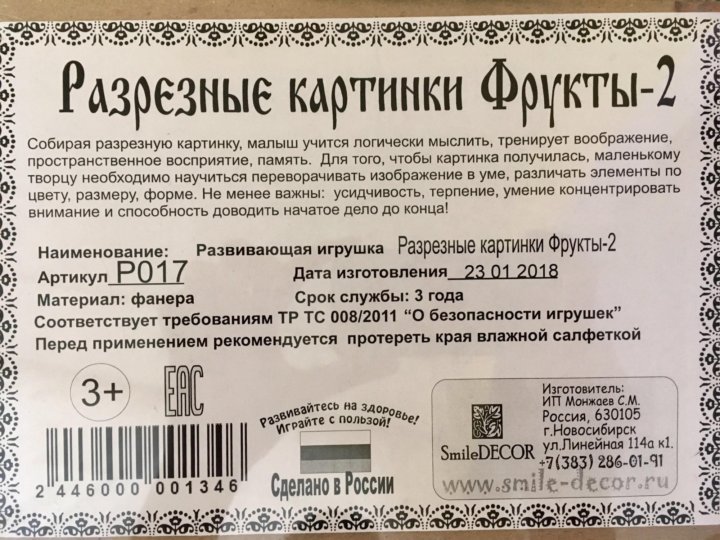 Разрезные картинки Фрукты-2
Собирая разрезную картинку, малыш учится логически мыслить, тренирует воображение,
пространственное восприятие, память. Для того, чтобы картинка получилась, маленькому
творцу необходимо научиться переворачивать изображение в уме, различать элементы по
цвету, размеру, форме. Не менее важны: усидчивость, терпение, умение концентрировать
внимание и способность доводить начатое дело до конца!
Наименование: Развивающая игрушка Разрезные картинки Фрукты-2
Артикул P017 Дата изготовления 23 01 2018
Материал: фанера Срок службы: 3 года
Соответствует требованиям ТР ТС 008/2011 “О безопасности игрушек”
Перед применением рекомендуется протереть края влажной салфеткой
3+
EAC
2 446000 001346
Развивайтесь на здоровье!
Играйте с пользой!
Сделано в России
SmileDECOR
Изготовитель:
ИП Монжаев С.М.
Россия, 630105
г.Новосибирск
ул.Линейная 114а к1.
+7(383) 286-01-91
www.smile-decor.ru